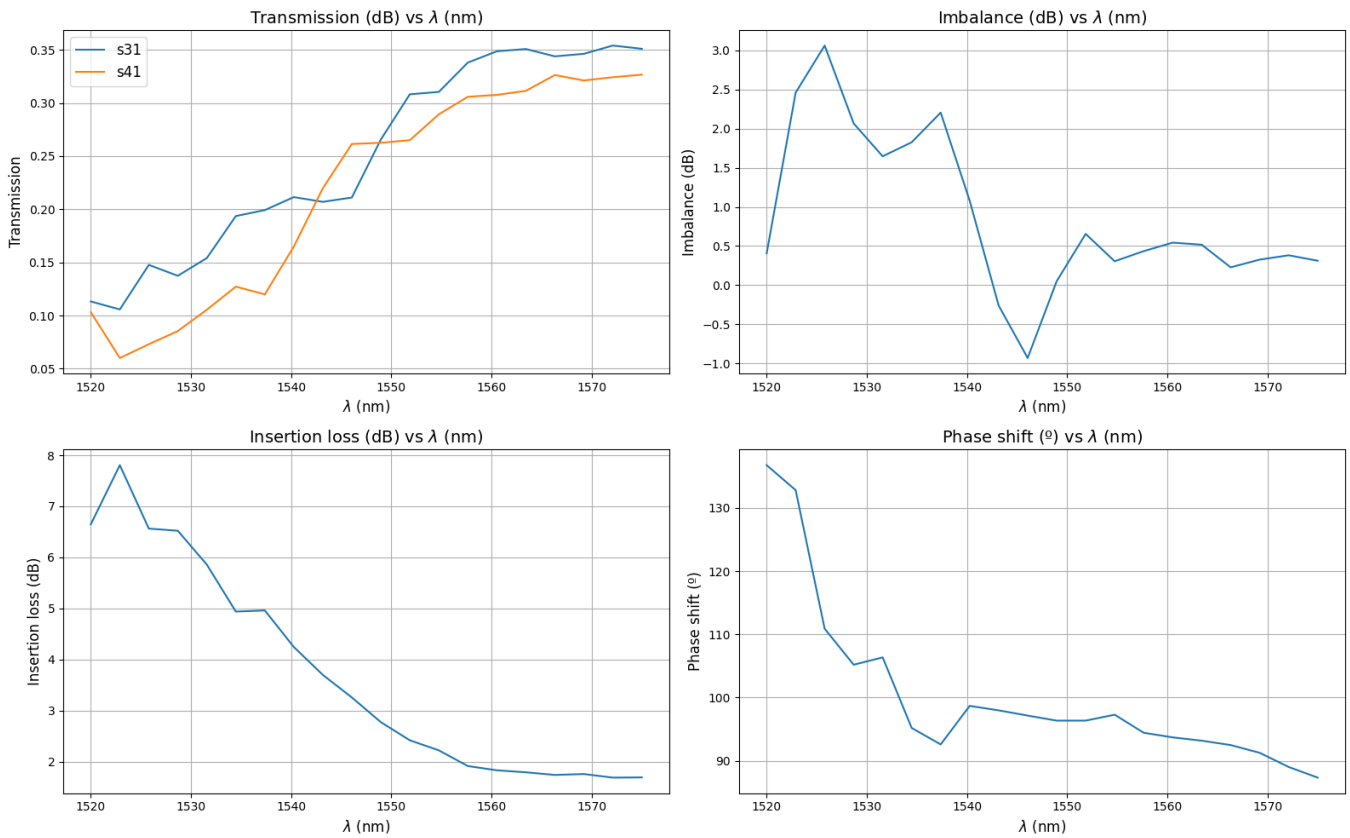 Transmission (dB) vs λ (nm)
s31
s41
0.35
0.30
0.25
0.20
0.15
0.10
0.05
Transmission
1520 1530 1540 1550 1560 1570
λ (nm)
Imbalance (dB) vs λ (nm)
3.0
2.5
2.0
1.5
1.0
0.5
0.0
−0.5
−1.0
Imbalance (dB)
1520 1530 1540 1550 1560 1570
λ (nm)
Insertion loss (dB) vs λ (nm)
8
7
6
5
4
3
2
Insertion loss (dB)
1520 1530 1540 1550 1560 1570
λ (nm)
Phase shift (º) vs λ (nm)
130
120
110
100
90
Phase shift (º)
1520 1530 1540 1550 1560 1570
λ (nm)